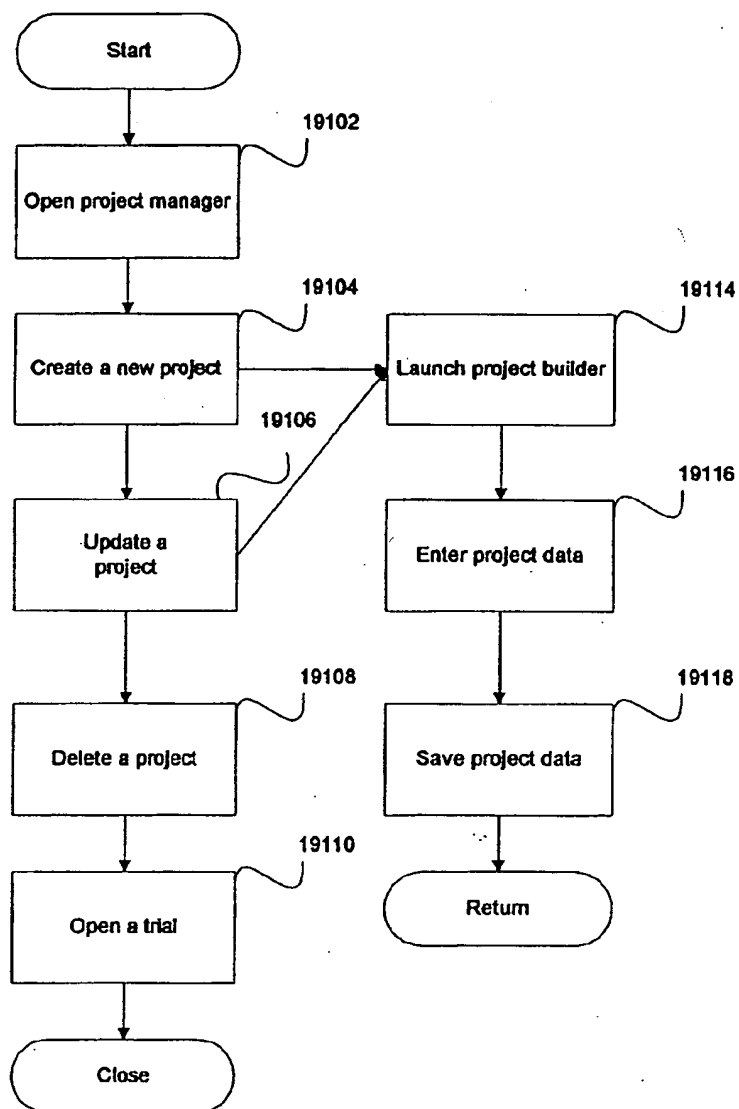 Start
19102
Open project manager
19104
Create a new project
19106
Update a
project
19108
Delete a project
19110
Open a trial
Close
19114
Launch project builder
19116
Enter project data
19118
Save project data
Return